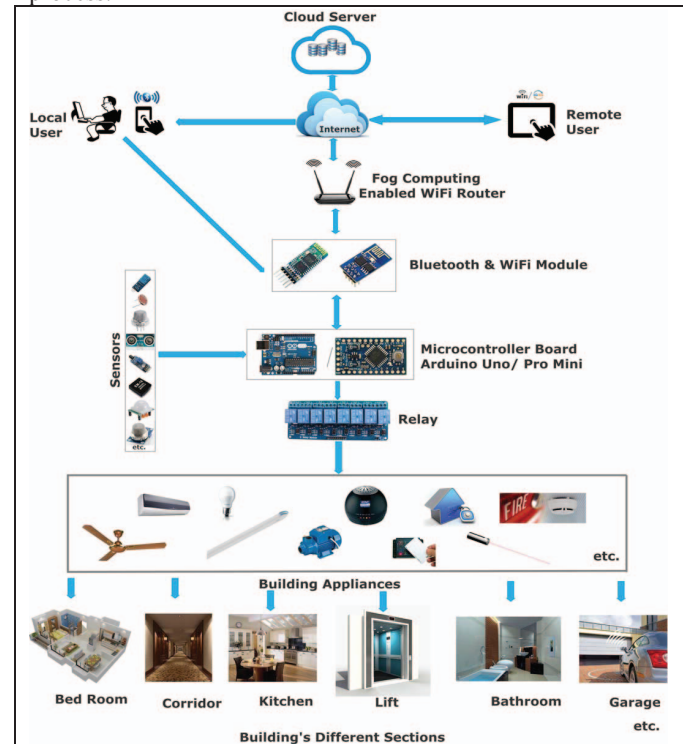 Cloud Server
Local
User
Internet
WiFi /
Remote
User
Fog Computing
Enabled WiFi Router
Bluetooth & WiFi Module
Sensors
etc.
Microcontroller Board
Arduino Uno/ Pro Mini
/
Relay
FIRE
etc.
Building Appliances
Bed Room
Corridor
Kitchen
Lift
Bathroom
Garage
etc.
Building's Different Sections